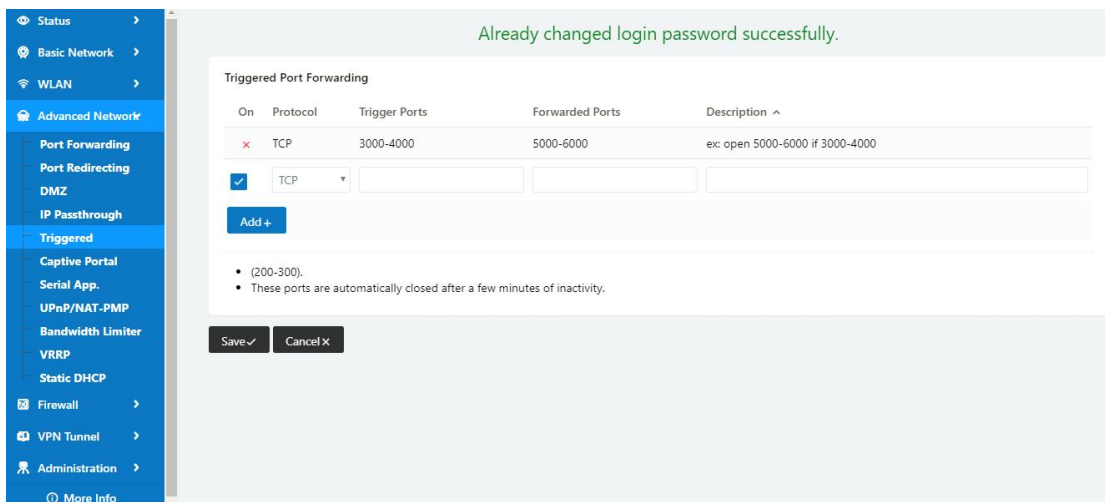 Status
Basic Network
WLAN
Advanced Network
Port Forwarding
Port Redirecting
DMZ
IP Passthrough
Triggered
Captive Portal
Serial App.
UPnP/NAT-PMP
Bandwidth Limiter
VRRP
Static DHCP
Firewall
VPN Tunnel
Administration
More Info
Already changed login password successfully.
Triggered Port Forwarding
On Protocol Trigger Ports Forwarded Ports Description
TCP 3000-4000 5000-6000 ex: open 5000-6000 if 3000-4000
TCP
Add +
• (200-300).
• These ports are automatically closed after a few minutes of inactivity.
Save Cancel